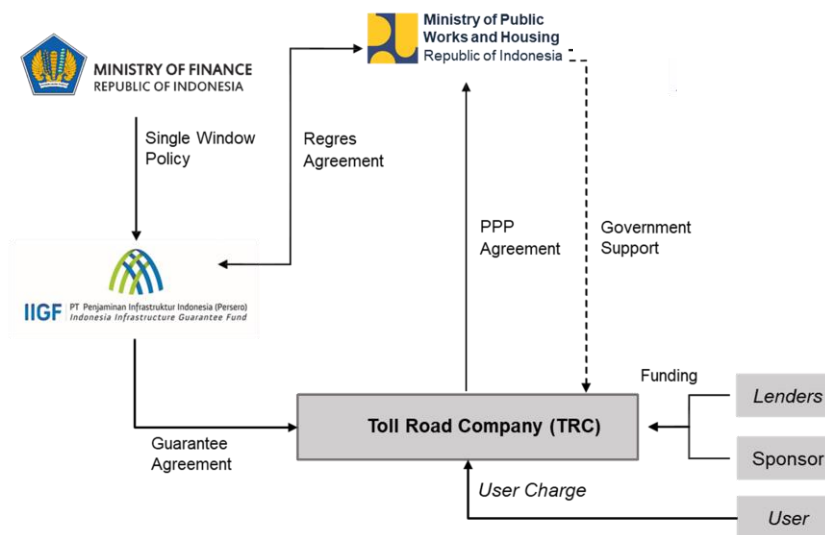 Ministry of Public
Works and Housing
Republic of Indonesia
MINISTRY OF FINANCE
REPUBLIC OF INDONESIA
Single Window
Policy
Regres
Agreement
PPP
Agreement
Government
Support
IIGF
PT Penjaminan Infrastruktur Indonesia (Persero)
Indonesia Infrastructure Guarantee Fund
Funding
Lenders
Toll Road Company (TRC)
Guarantee
Agreement
Sponsor
User Charge
User